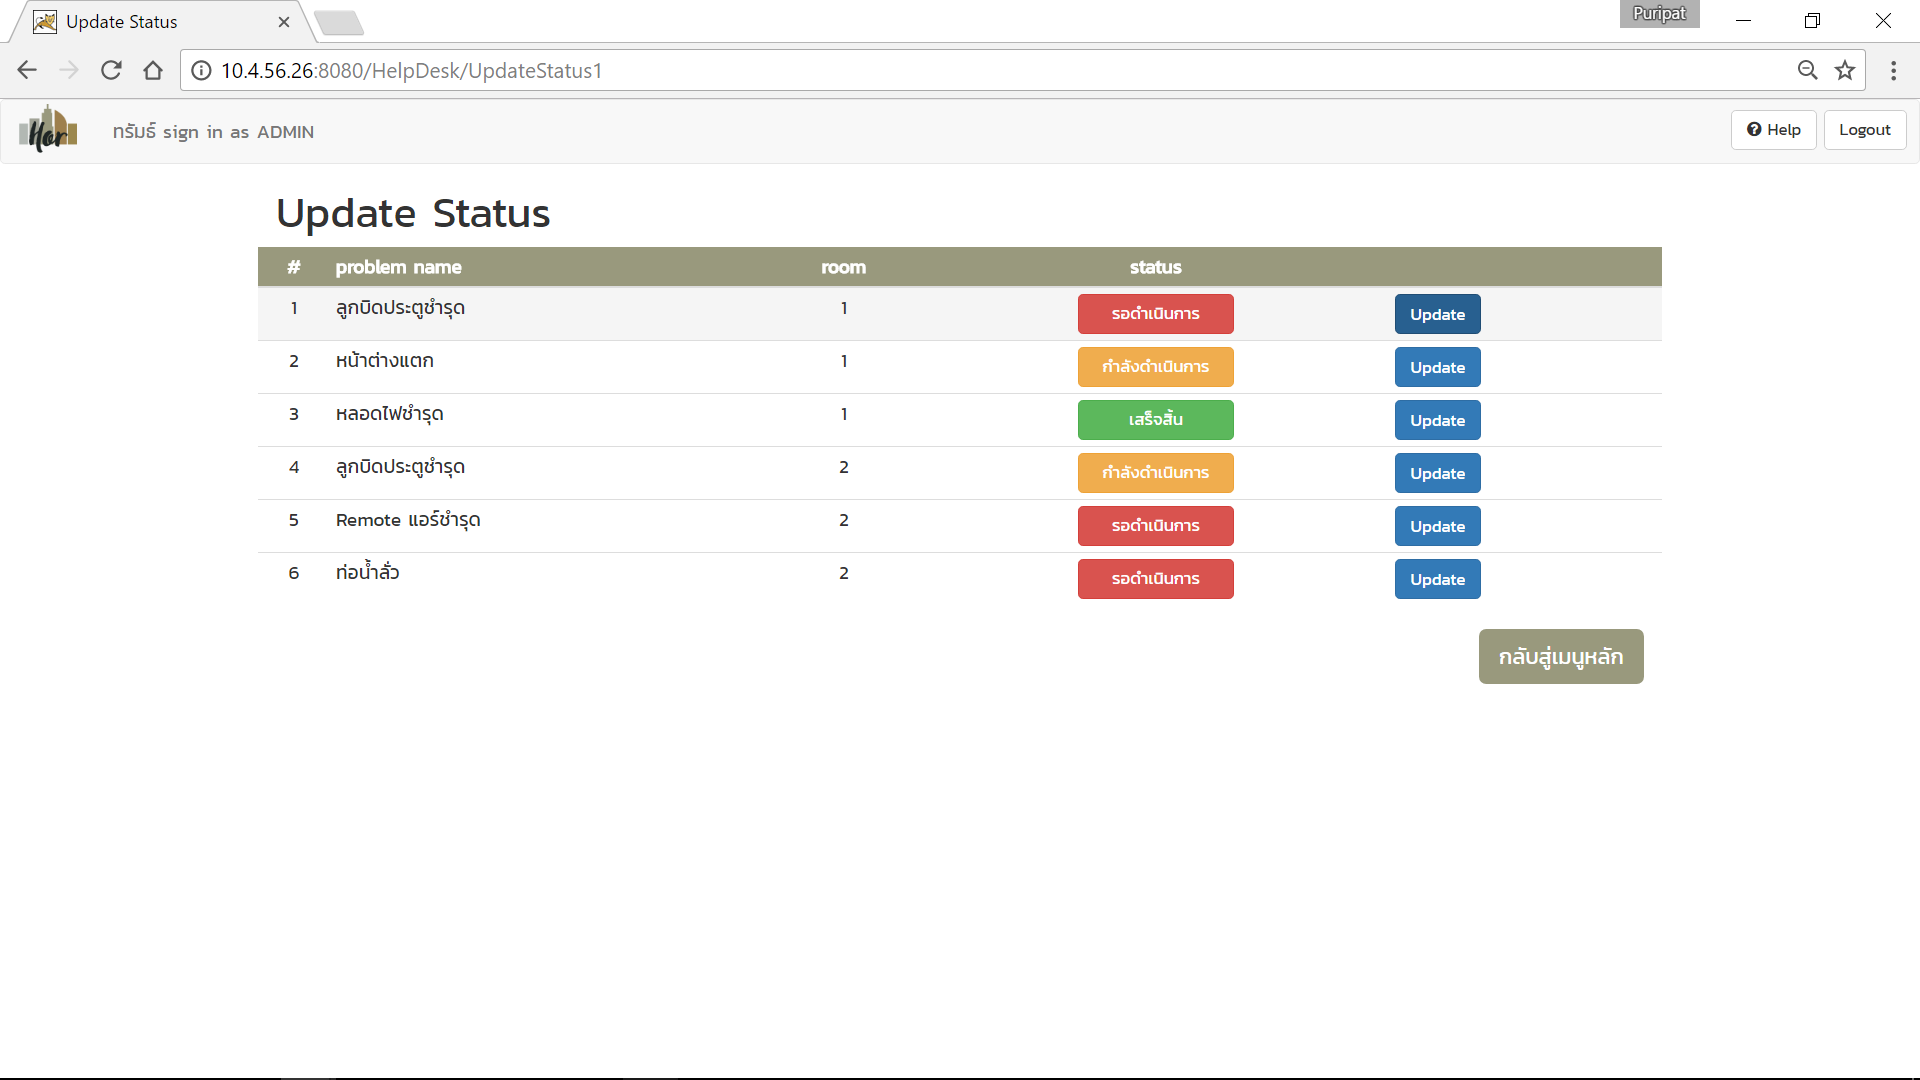 Update Status
Puripat
10.4.56.26:8080/HelpDesk/UpdateStatus1
Hor
ทรัมธ์ sign in as ADMIN
Help
Logout
Update Status
# problem name room status
1 ลูกบิดประตูชำรุด 1 รอดำเนินการ Update
2 หน้าต่างแตก 1 กำลังดำเนินการ Update
3 หลอดไฟชำรุด 1 เสร็จสิ้น Update
4 ลูกบิดประตูชำรุด 2 กำลังดำเนินการ Update
5 Remote แอร์ชำรุด 2 รอดำเนินการ Update
6 ท่อน้ำลั่ว 2 รอดำเนินการ Update
กลับสู่เมนูหลัก